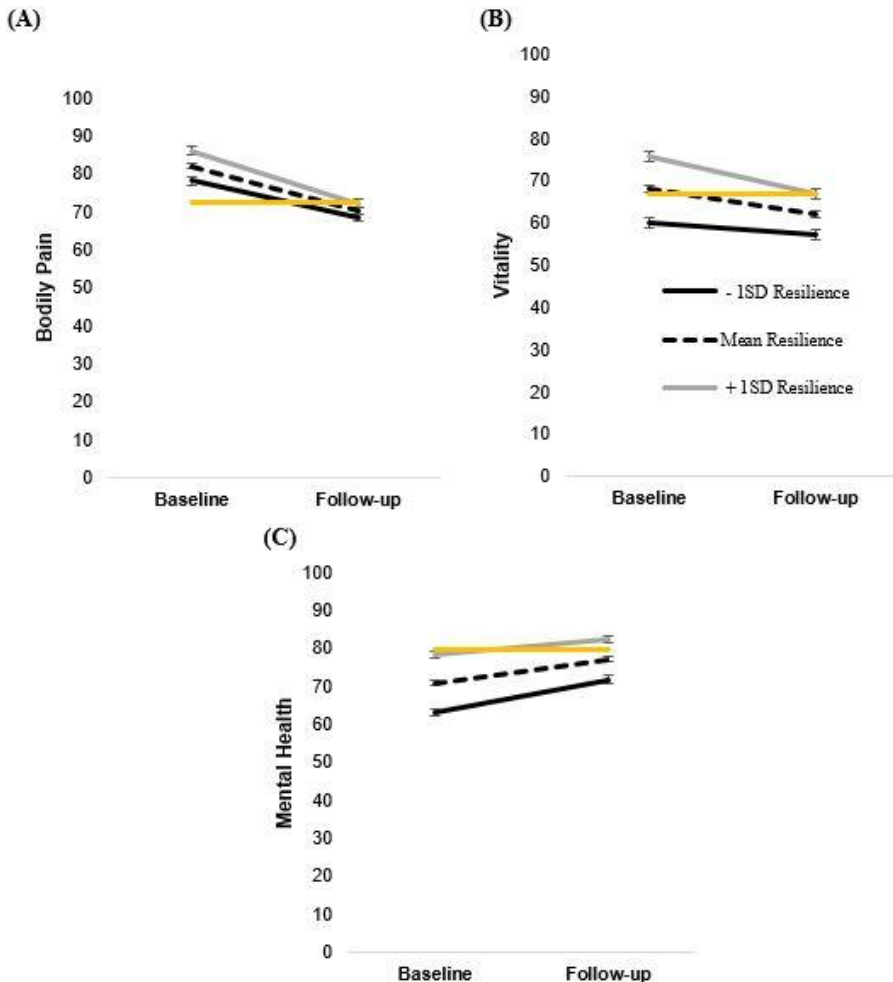 (A)
100
90
80
70
60
50
40
30
20
10
0
Bodily Pain
Baseline Follow-up
(B)
100
90
80
70
60
50
40
30
20
10
0
Vitality
- 1SD Resilience
Mean Resilience
+ 1SD Resilience
Baseline Follow-up
(C)
100
90
80
70
60
50
40
30
20
10
0
Mental Health
Baseline Follow-up